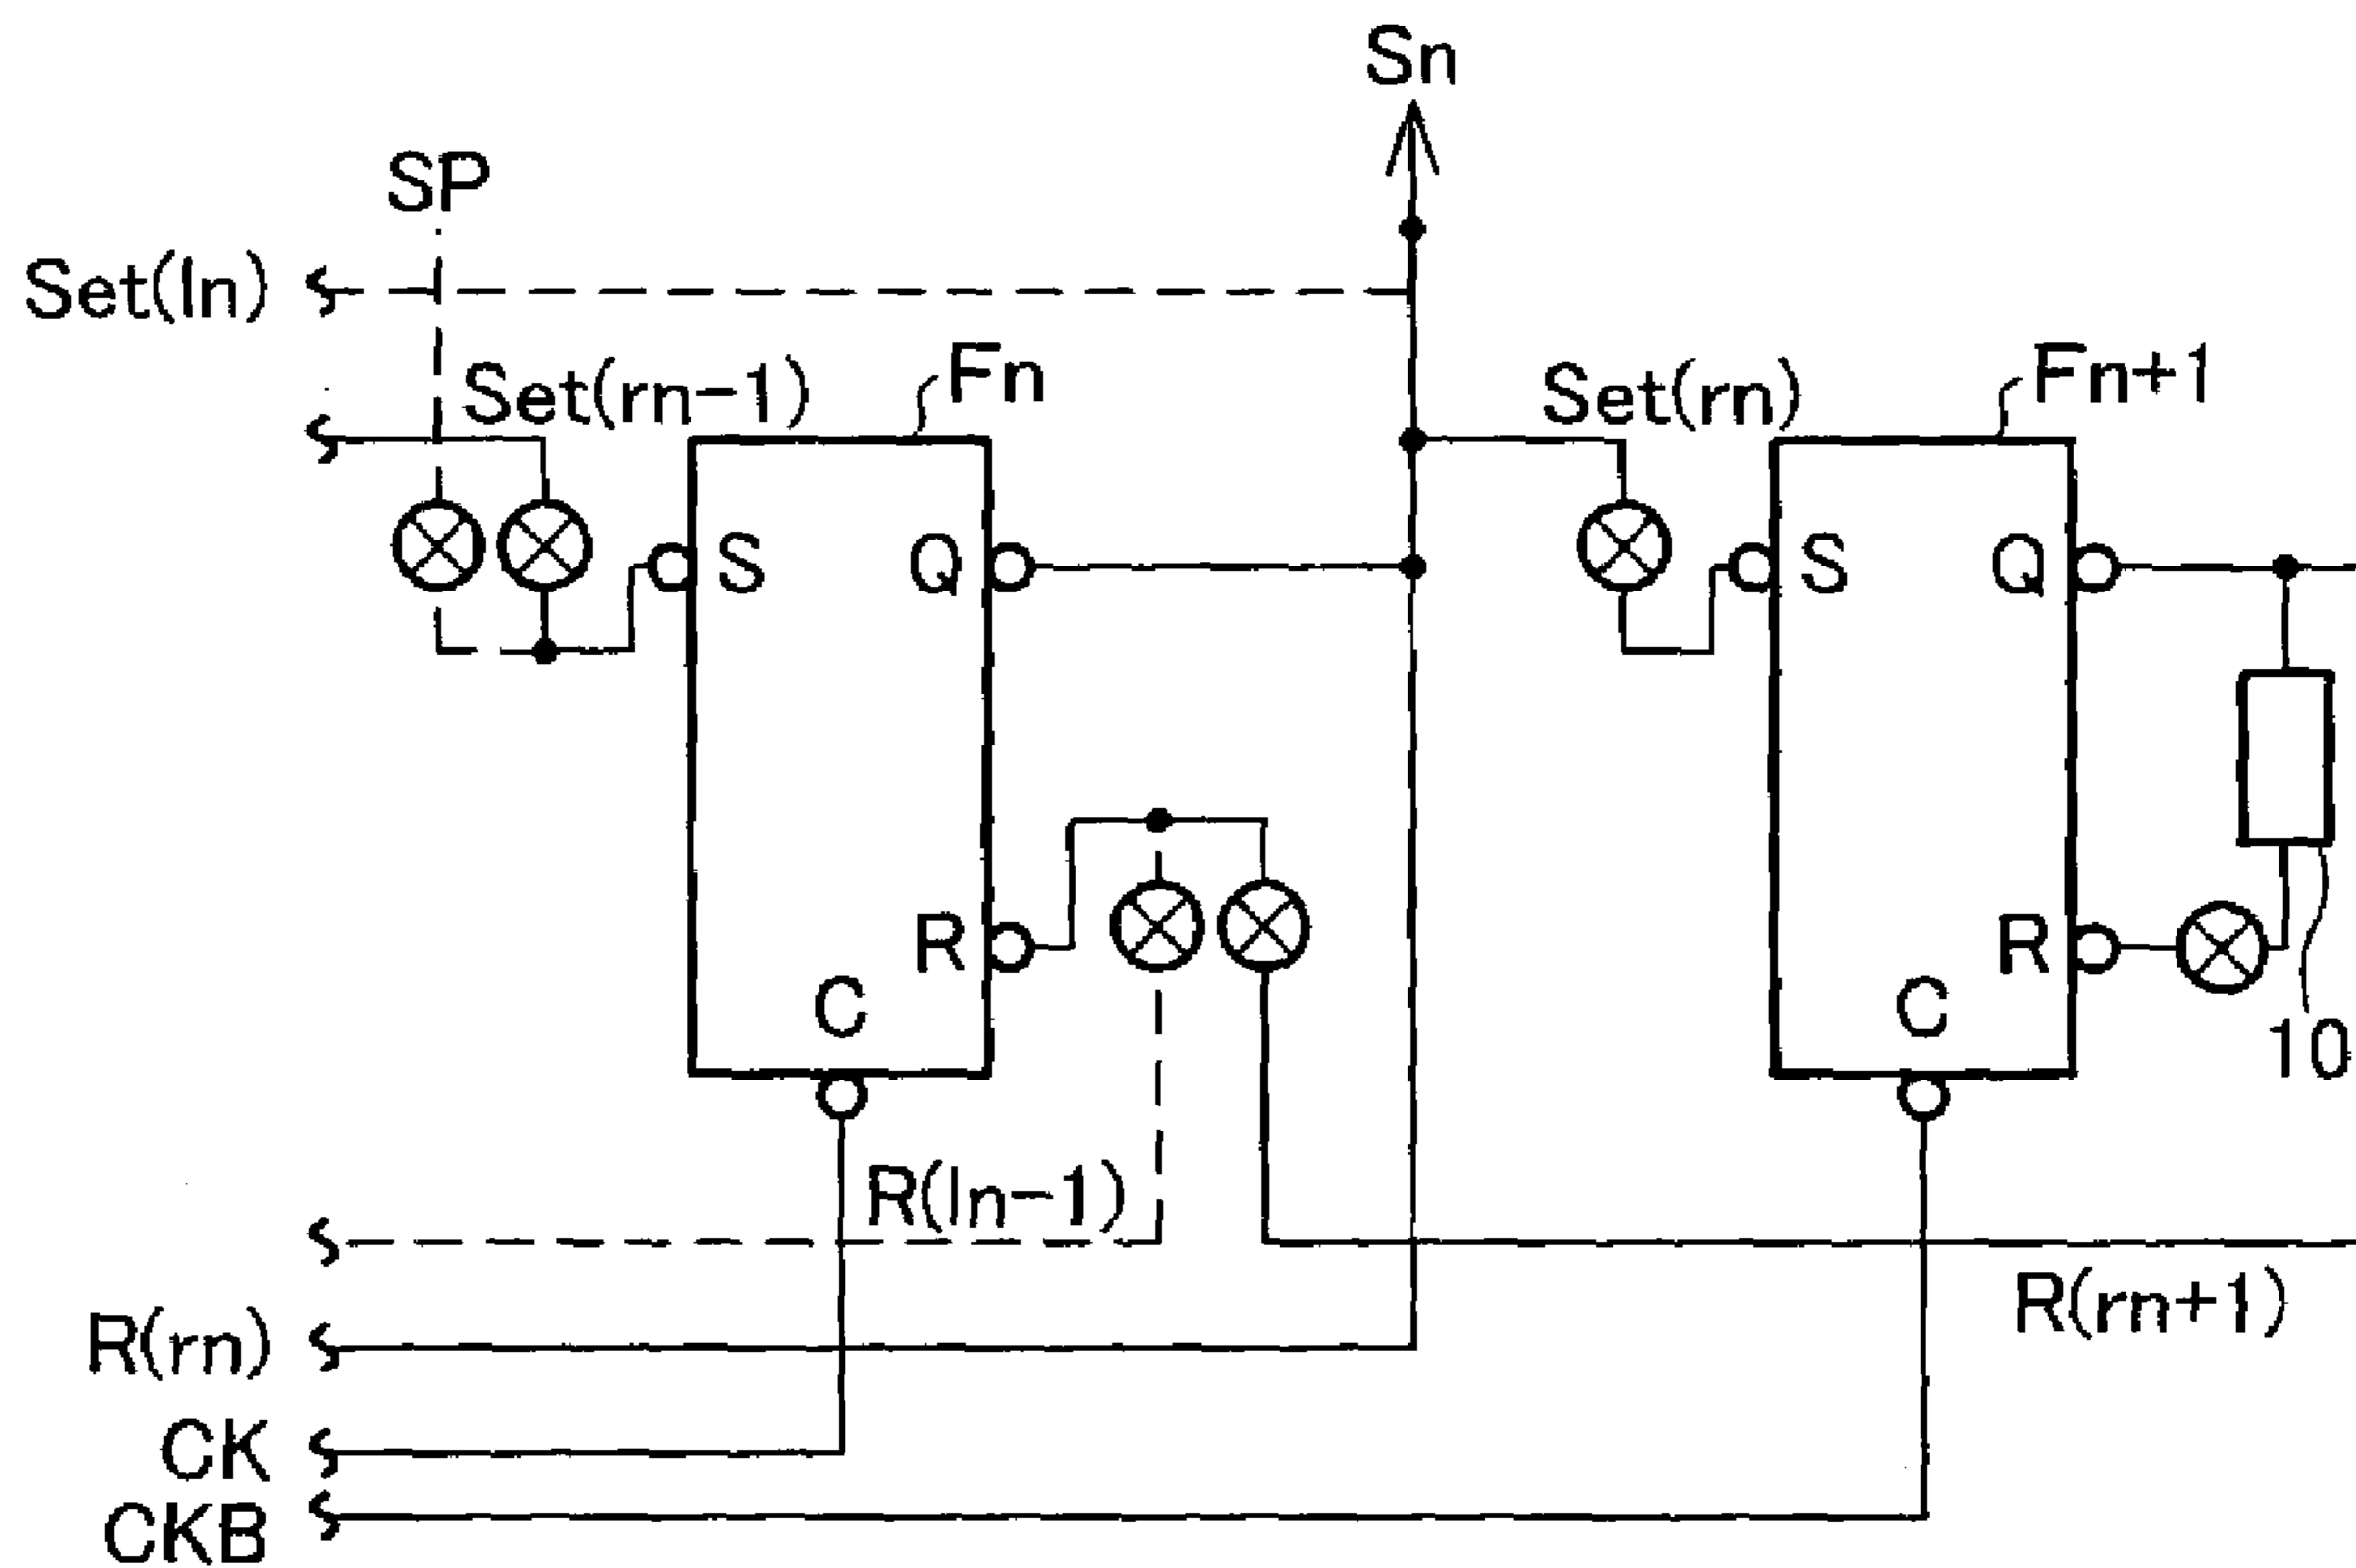 Sn
SP
Set(ln)
Set(rn-1)
Fn
Set(rn)
Fn+1
S
Q
S
Q
R
R
C
C
10
R(ln-1)
R(rn+1)
R(rn)
CK
CKB